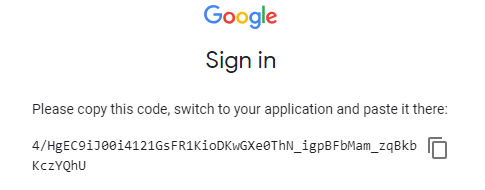 Google
Sign in
Please copy this code, switch to your application and paste it there:
4/HgEC9iJ00i4121GsFR1KioDKwGXe0ThN_igpBFbMam_zqBkb
KczYQhU